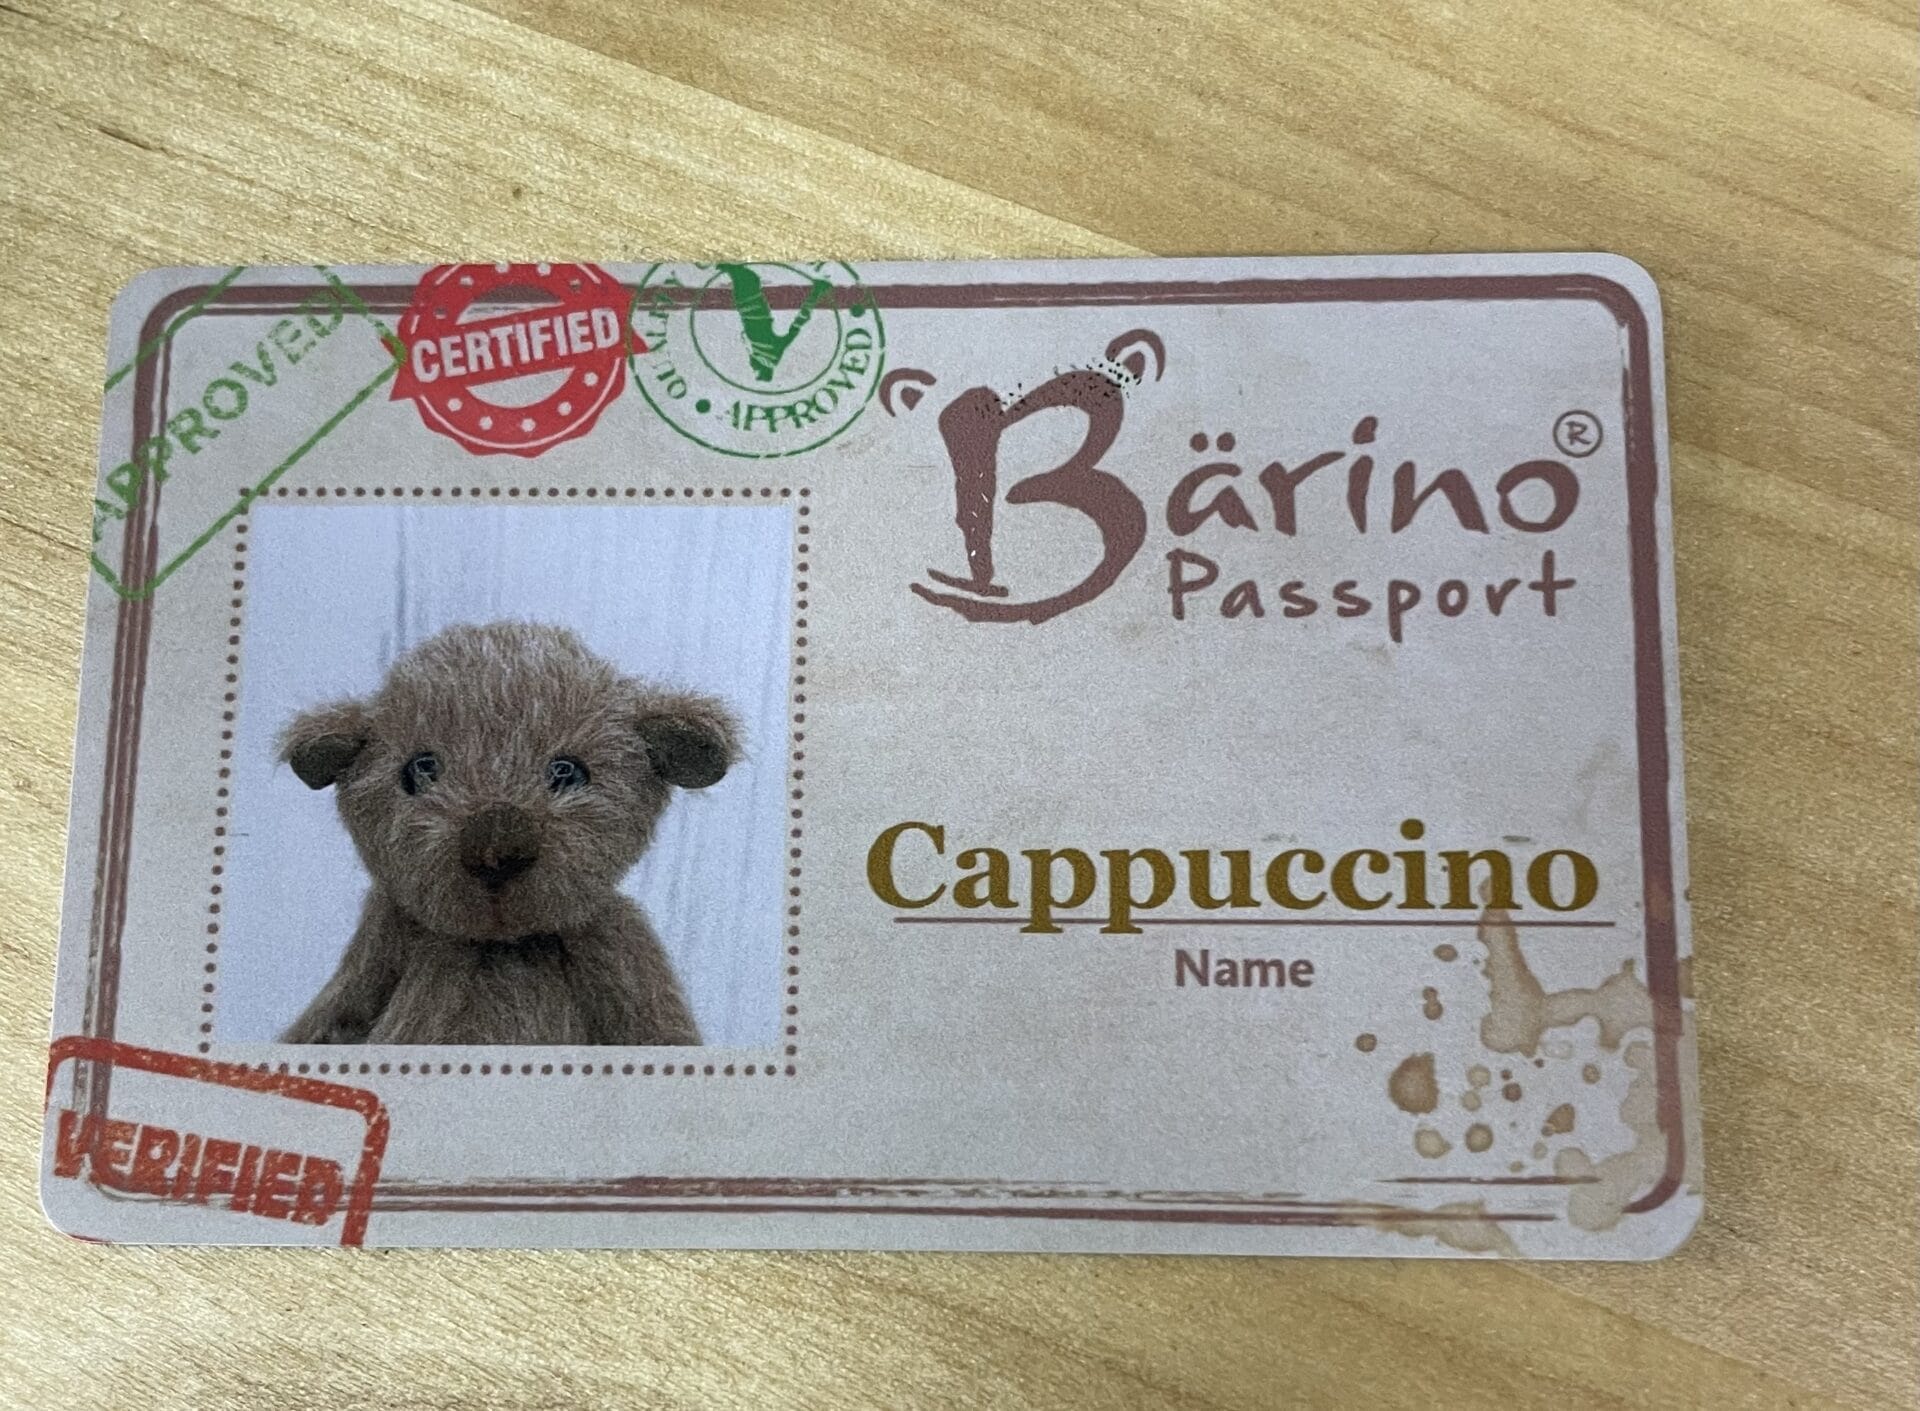 APPROVED
CERTIFIED
QUALITY
APPROVED
Bärino®
Passport
Cappuccino
Name
VERIFIED